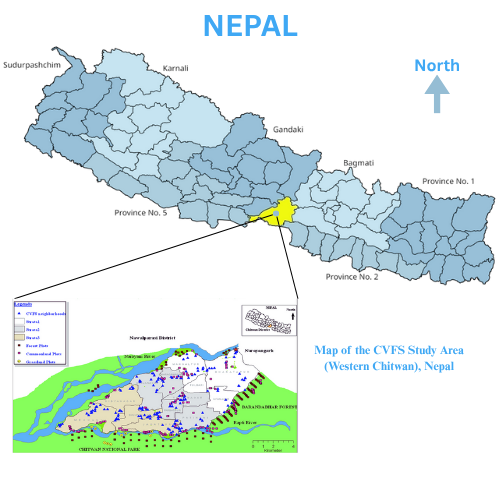 NEPAL
North
Sudurpashchim
Karnali
Gandaki
Bagmati
Province No. 1
Province No. 5
Province No. 2
Legends
CVFS neighborhoods
Strata1
Strata2
Strata3
Forest Plots
Commonland Plots
Grassland Plots
NEPAL
North
Chitwan District
Nawalparasi District
Narayani River
Narayangarh
BARANDABHAR FOREST
Rapti River
CHITWAN NATIONAL PARK
Kilometers
Map of the CVFS Study Area
(Western Chitwan), Nepal